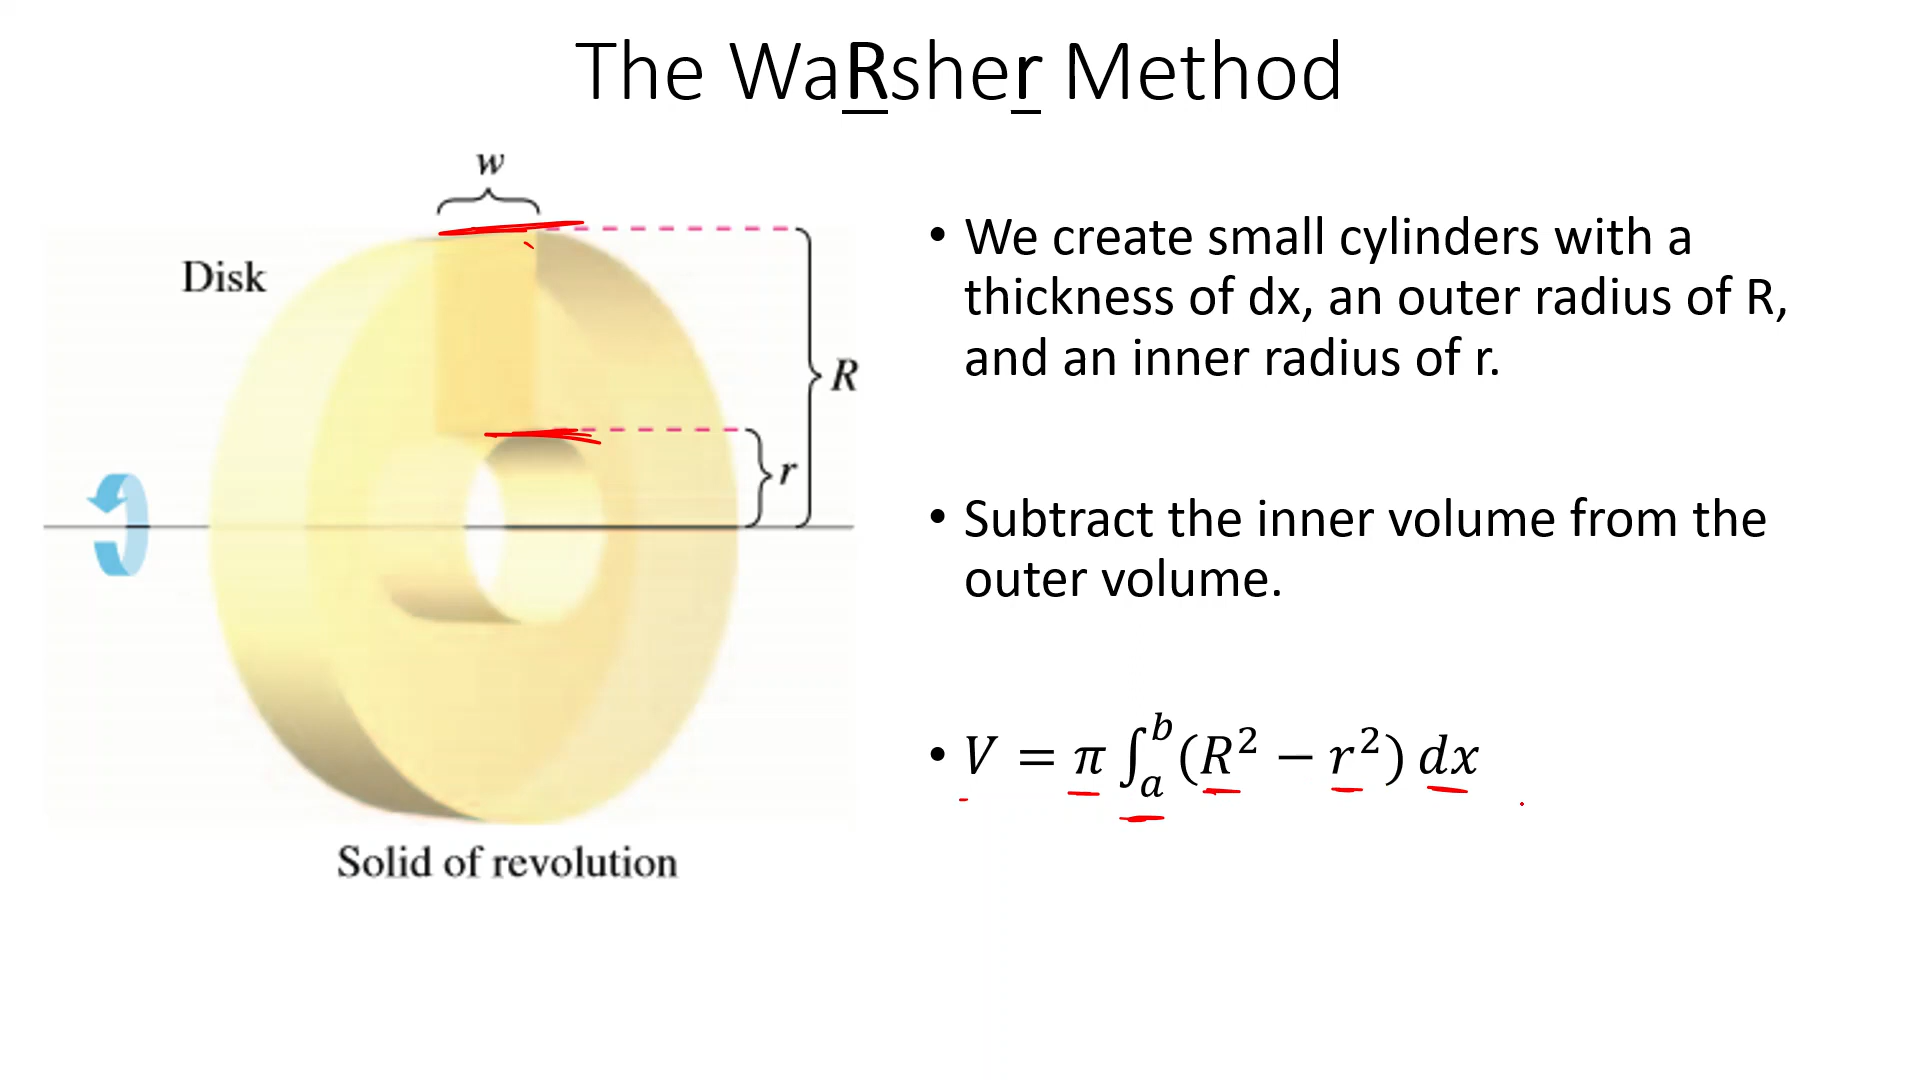 The WaRsher Method
w
Disk
R
r
Solid of revolution
• We create small cylinders with a
thickness of dx, an outer radius of R,
and an inner radius of r.
• Subtract the inner volume from the
outer volume.
• V = π ∫ₐᵇ (R² − r²) dx